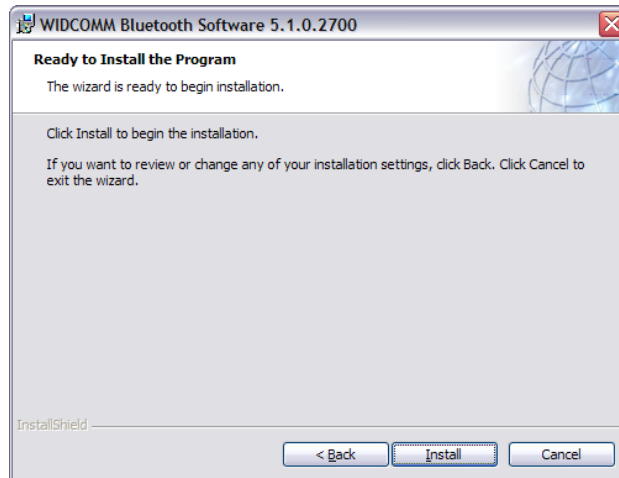 WIDCOMM Bluetooth Software 5.1.0.2700
Ready to Install the Program
The wizard is ready to begin installation.
Click Install to begin the installation.
If you want to review or change any of your installation settings, click Back. Click Cancel to
exit the wizard.
InstallShield
< Back
Install
Cancel